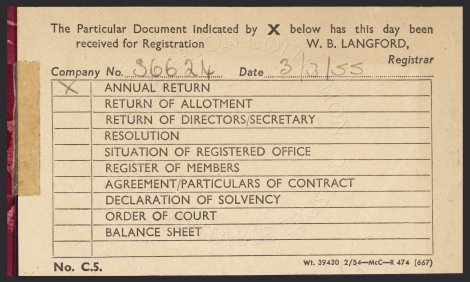 The Particular Document indicated by X below has this day been
received for Registration W. B. LANGFORD,
Registrar
Company No. 36624 Date 3/3/55
X ANNUAL RETURN
RETURN OF ALLOTMENT
RETURN OF DIRECTORS/SECRETARY
RESOLUTION
SITUATION OF REGISTERED OFFICE
REGISTER OF MEMBERS
AGREEMENT/PARTICULARS OF CONTRACT
DECLARATION OF SOLVENCY
ORDER OF COURT
BALANCE SHEET
No. C.5. Wt. 39430 2/54—McC—R 474 (667)